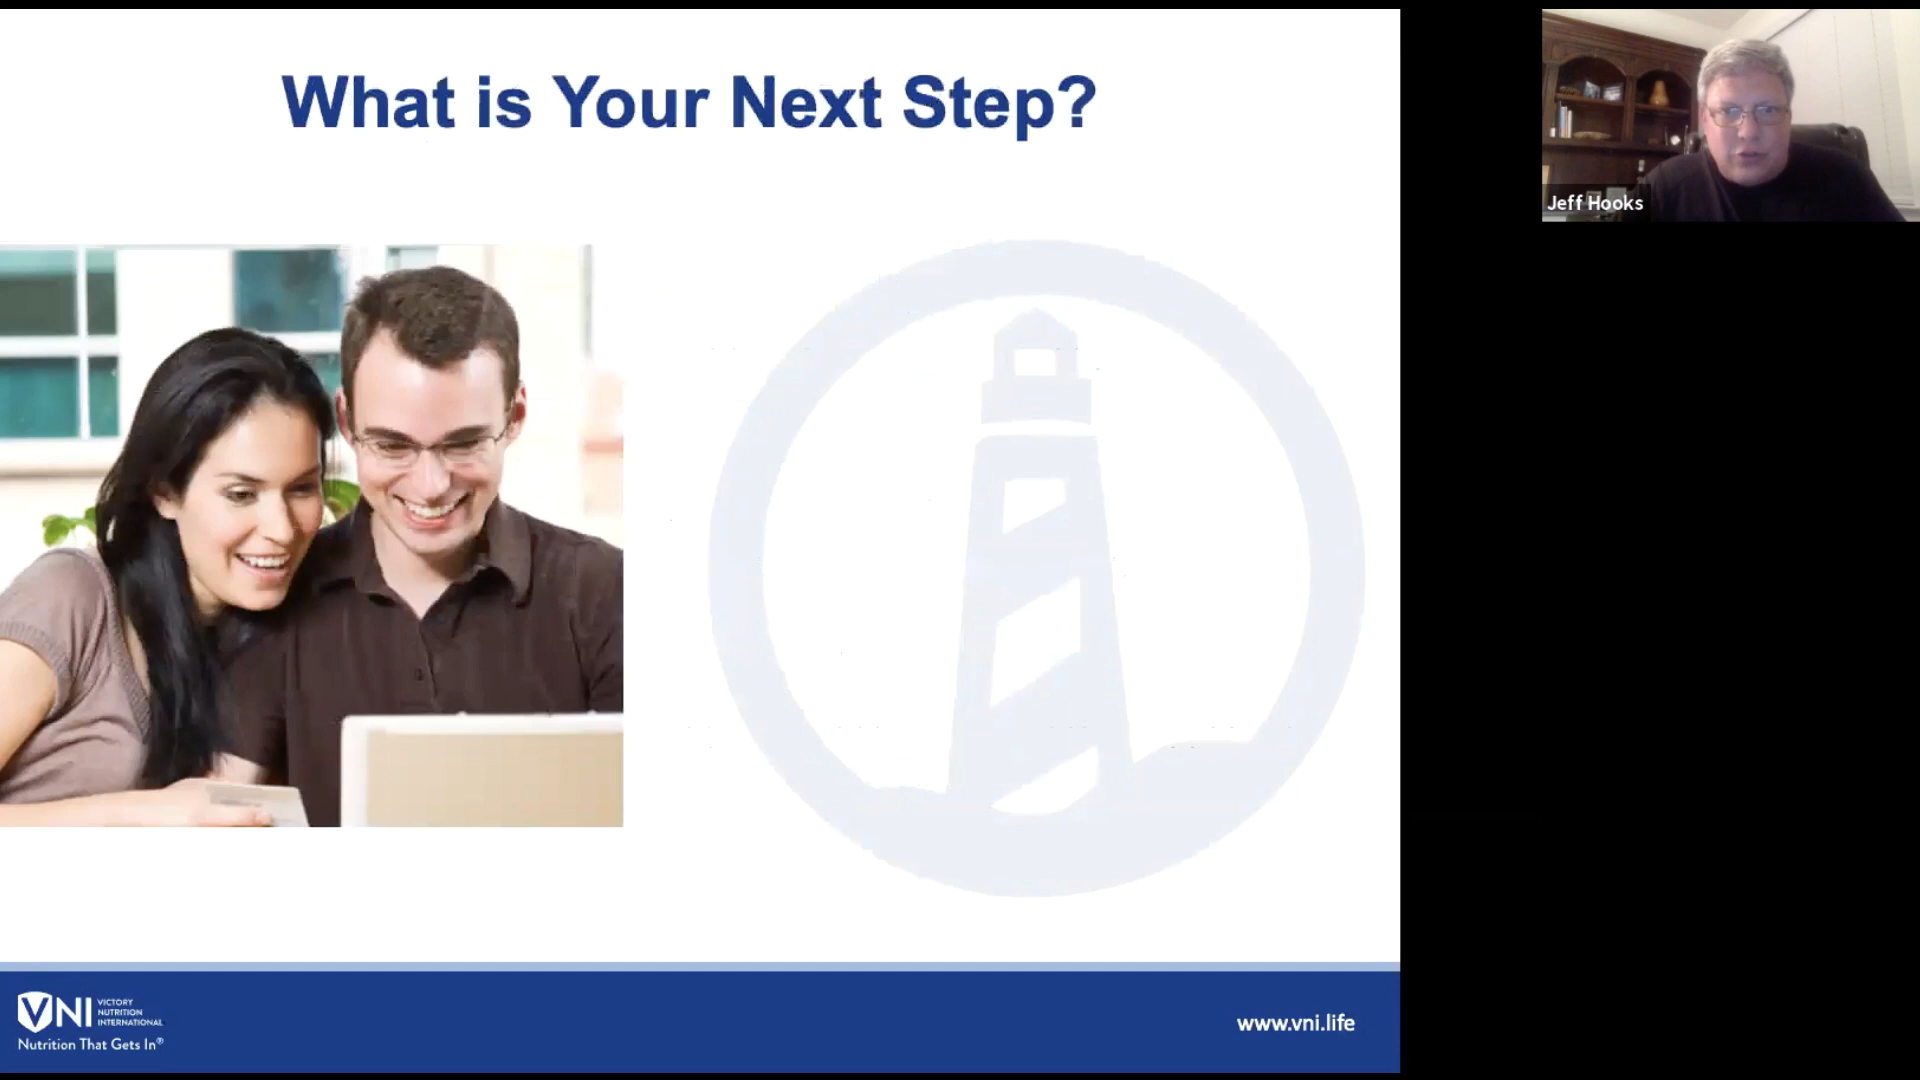 What is Your Next Step?
Jeff Hooks
VNI
VICTORY
NUTRITION
INTERNATIONAL
Nutrition That Gets In®
www.vni.life